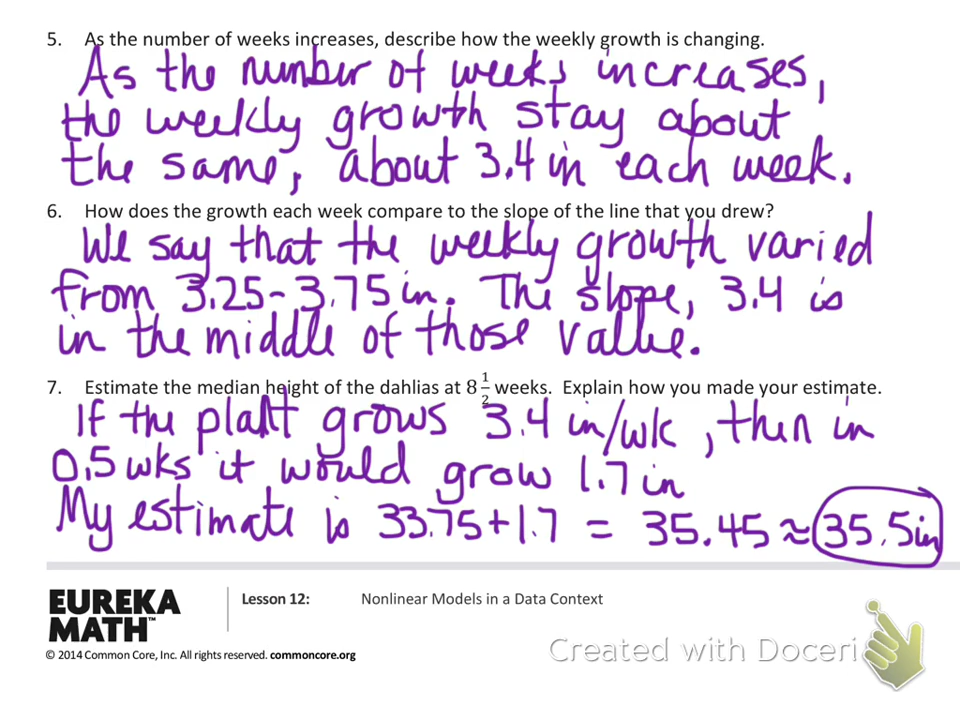 5. As the number of weeks increases, describe how the weekly growth is changing.
As the number of weeks increases,
the weekly growth stay about
the same, about 3.4 in each week.
6. How does the growth each week compare to the slope of the line that you drew?
We say that the weekly growth varied
from 3.25-3.75 in. The slope, 3.4 is
in the middle of those value.
7. Estimate the median height of the dahlias at 8 1/2 weeks. Explain how you made your estimate.
If the plant grows 3.4 in/wk, then in
0.5 wks it would grow 1.7 in
My estimate is 33.75+1.7 = 35.45 ≈ 35.5in
EUREKA
MATH™
Lesson 12: Nonlinear Models in a Data Context
© 2014 Common Core, Inc. All rights reserved. commoncore.org
Created with Doceri